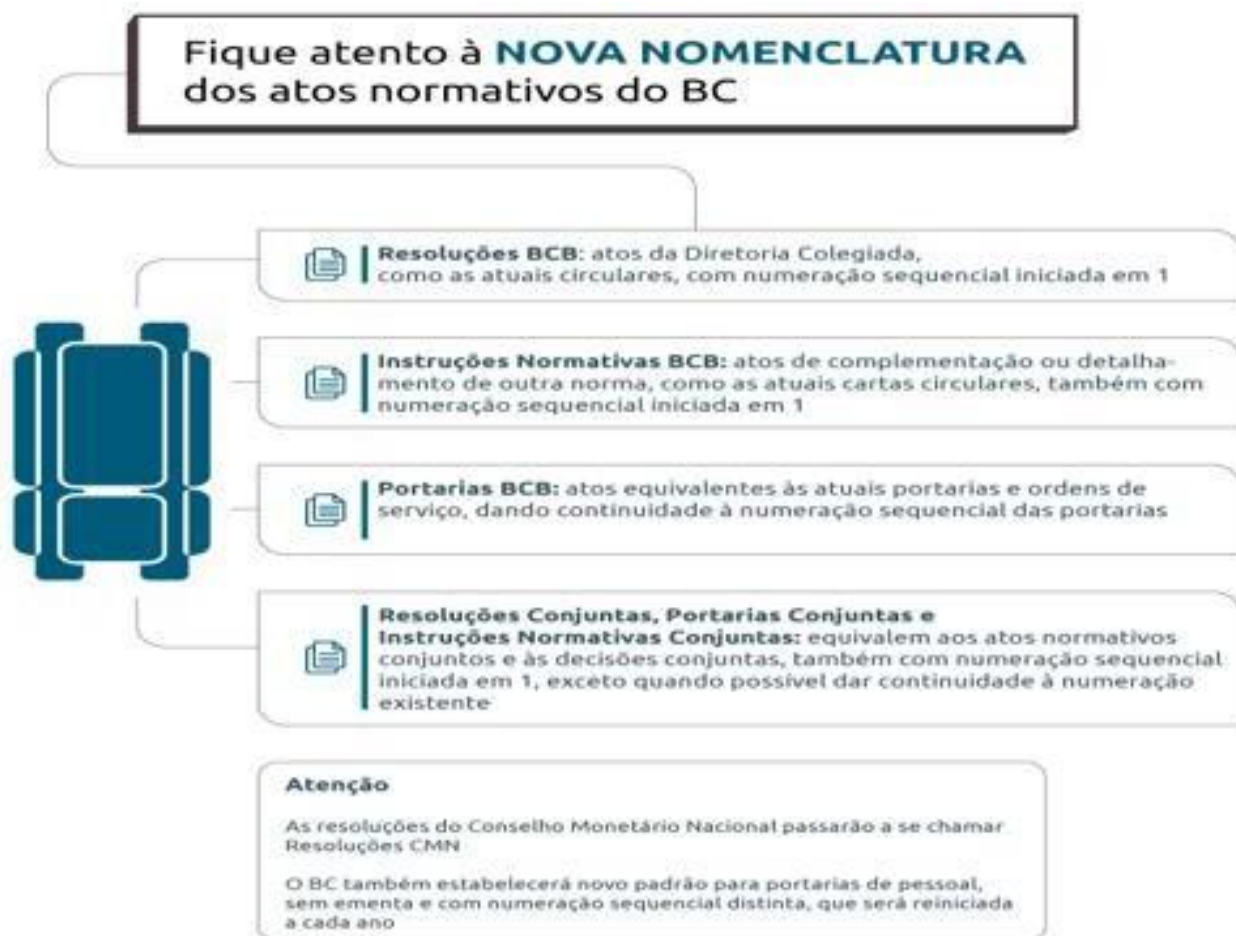 Fique atento à NOVA NOMENCLATURA
dos atos normativos do BC
Resoluções BCB: atos da Diretoria Colegiada,
como as atuais circulares, com numeração sequencial iniciada em 1
Instruções Normativas BCB: atos de complementação ou detalha-
mento de outra norma, como as atuais cartas circulares, também com
numeração sequencial iniciada em 1
Portarias BCB: atos equivalentes às atuais portarias e ordens de
serviço, dando continuidade à numeração sequencial das portarias
Resoluções Conjuntas, Portarias Conjuntas e
Instruções Normativas Conjuntas: equivalem aos atos normativos
conjuntos e às decisões conjuntas, também com numeração sequencial
iniciada em 1, exceto quando possível dar continuidade à numeração
existente
Atenção
As resoluções do Conselho Monetário Nacional passarão a se chamar
Resoluções CMN
O BC também estabelecerá novo padrão para portarias de pessoal,
sem ementa e com numeração sequencial distinta, que será reiniciada
a cada ano